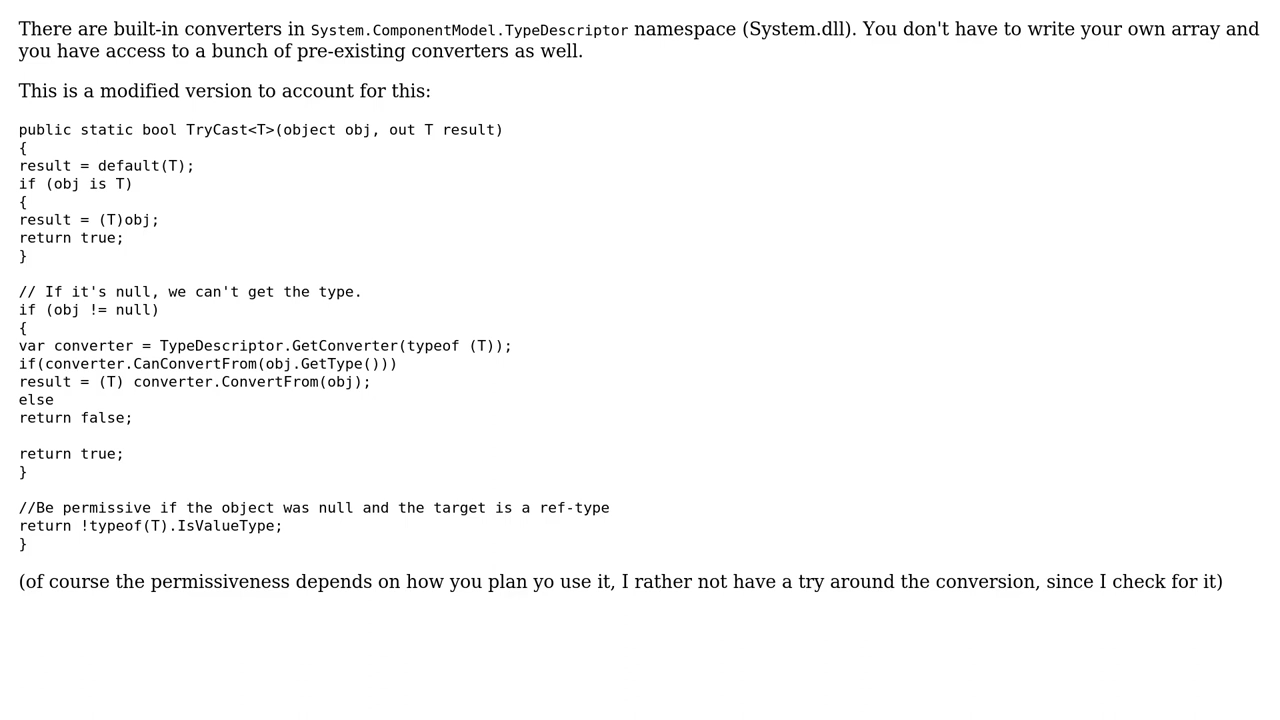 There are built-in converters in System.ComponentModel.TypeDescriptor namespace (System.dll). You don't have to write your own array and
you have access to a bunch of pre-existing converters as well.
This is a modified version to account for this:
public static bool TryCast<T>(object obj, out T result)
{
result = default(T);
if (obj is T)
{
result = (T)obj;
return true;
}
// If it's null, we can't get the type.
if (obj != null)
{
var converter = TypeDescriptor.GetConverter(typeof (T));
if(converter.CanConvertFrom(obj.GetType()))
result = (T) converter.ConvertFrom(obj);
else
return false;
return true;
}
//Be permissive if the object was null and the target is a ref-type
return !typeof(T).IsValueType;
}
(of course the permissiveness depends on how you plan yo use it, I rather not have a try around the conversion, since I check for it)